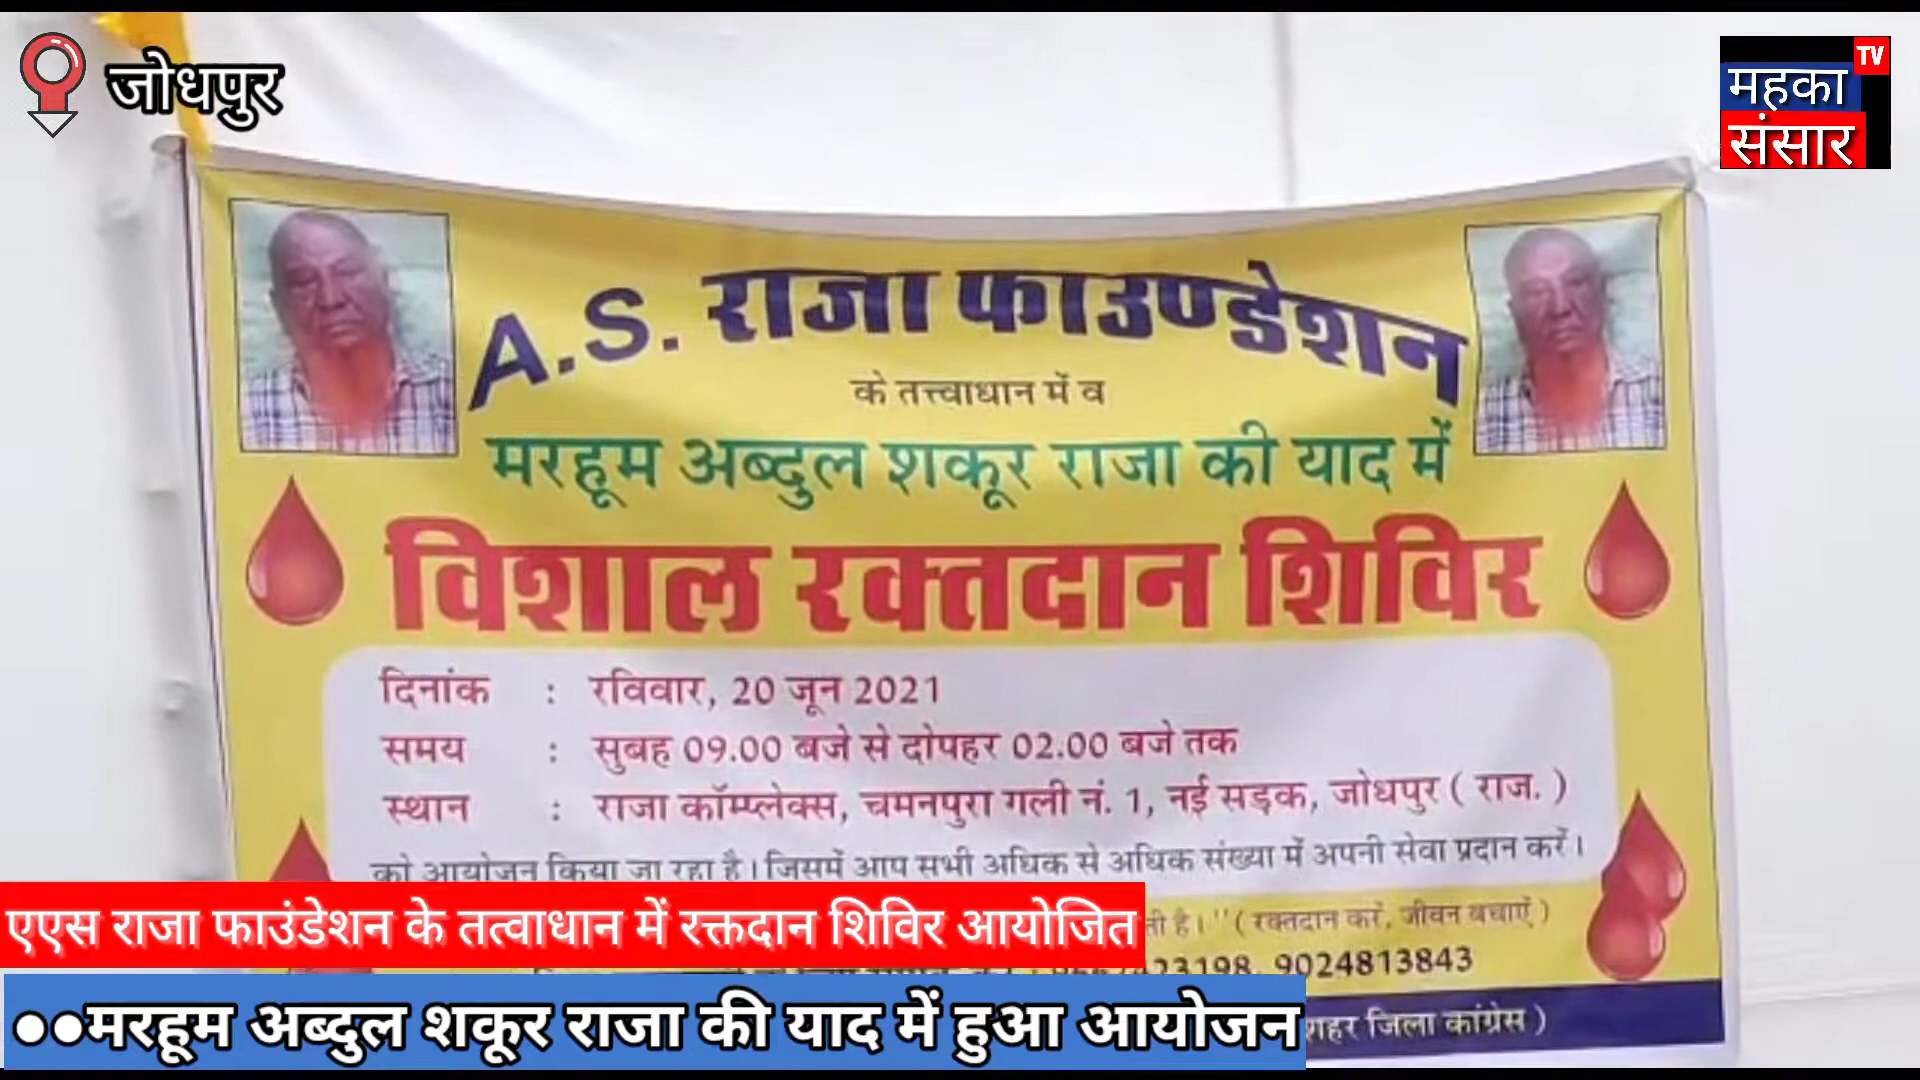 जोधपुर
TV
महका
संसार
A.S. राजा फाउण्डेशन
के तत्त्वाधान में व
मरहूम अब्दुल शकूर राजा की याद में
विशाल रक्तदान शिविर
दिनांक : रविवार, 20 जून 2021
समय : सुबह 09.00 बजे से दोपहर 02.00 बजे तक
स्थान : राजा कॉम्प्लेक्स, चमनपुरा गली नं. 1, नई सड़क, जोधपुर ( राज. )
को आयोजन किया जा रहा है । जिसमें आप सभी अधिक से अधिक संख्या में अपनी सेवा प्रदान करें ।
है। '' ( रक्तदान करें, जीवन बचाएँ )
23198, 9024813843
शहर जिला कांग्रेस )
एएस राजा फाउंडेशन के तत्वाधान में रक्तदान शिविर आयोजित
●●मरहूम अब्दुल शकूर राजा की याद में हुआ आयोजन